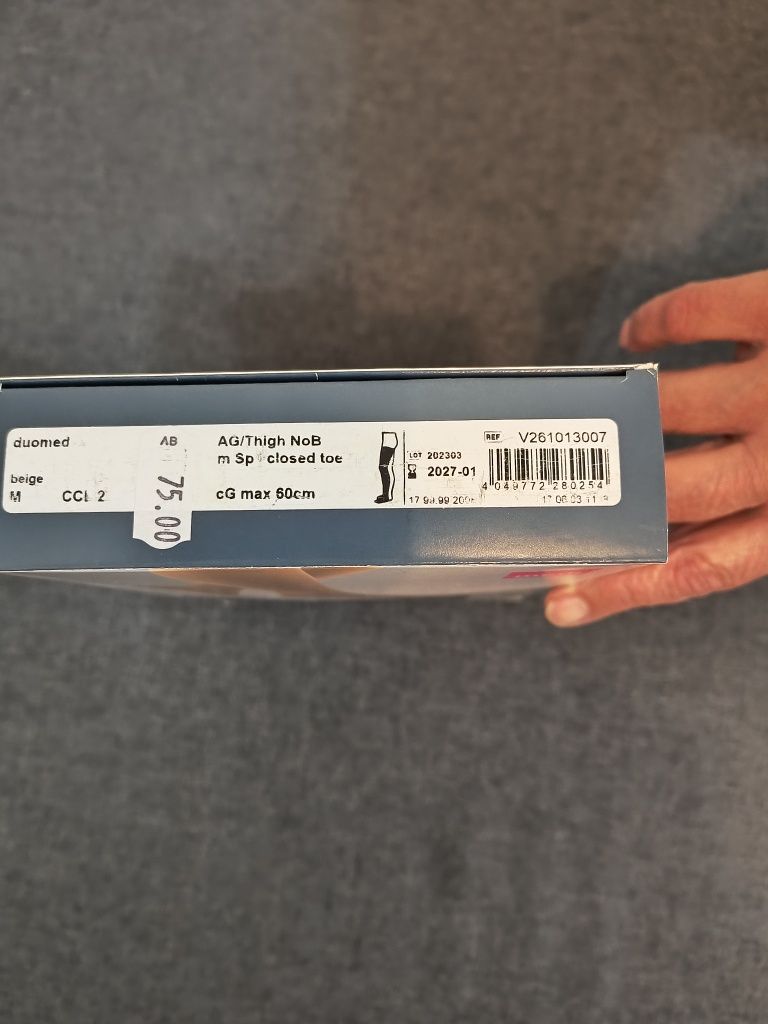 duomed
beige
M CCL 2
AB
75.00
AG/Thigh NoB
m Sp closed toe
cG max 60cm
REF V261013007
LOT 202303
2027-01
4 049772 280254